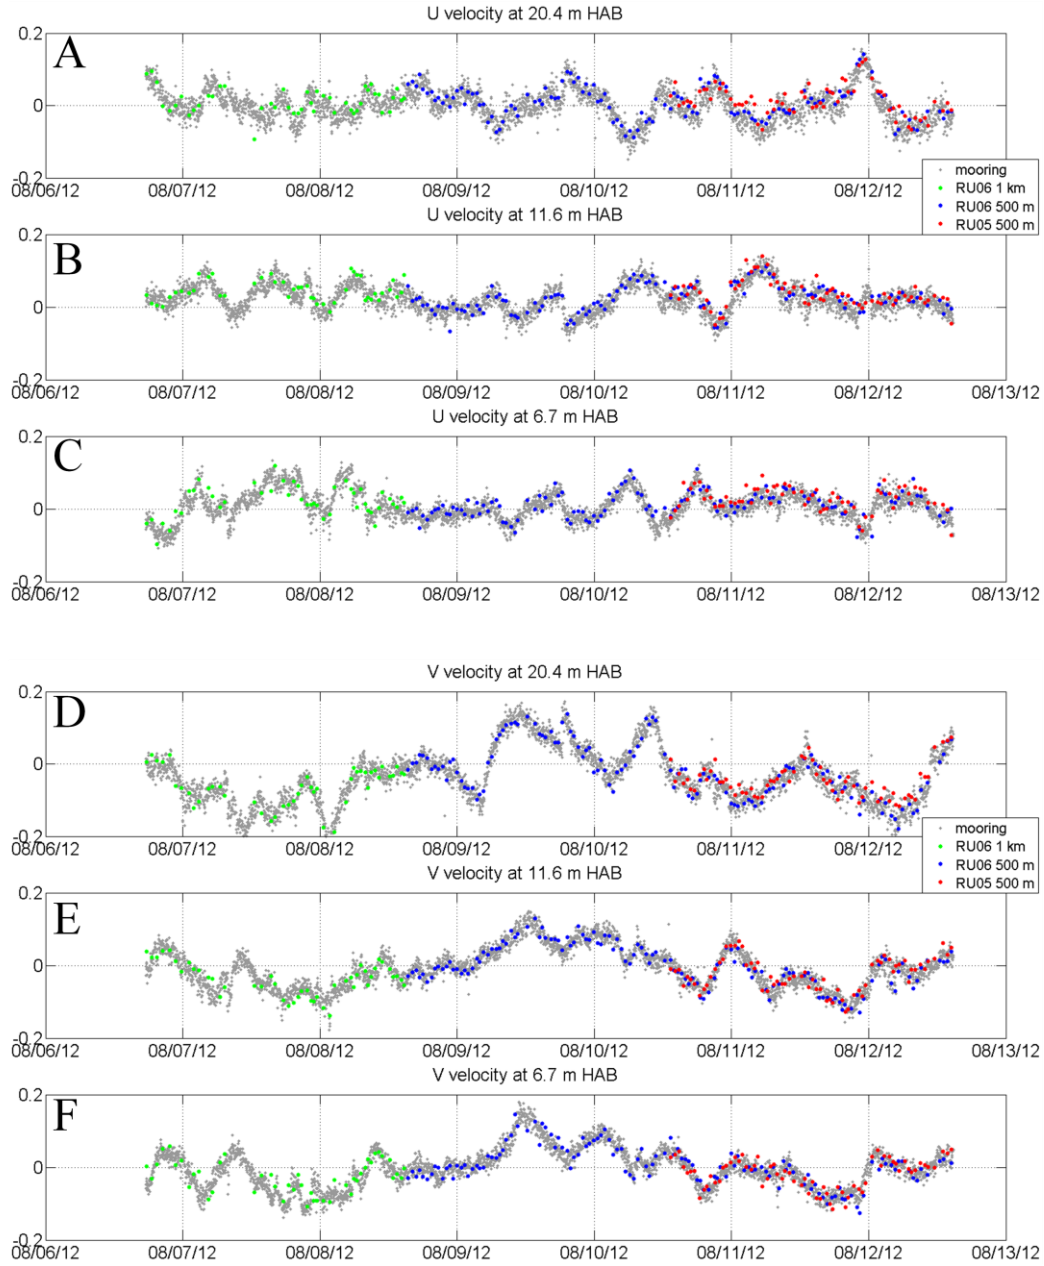 U velocity at 20.4 m HAB
A
0.2
0
-0.2
08/06/12 08/07/12 08/08/12 08/09/12 08/10/12 08/11/12 08/12/12
mooring
RU06 1 km
RU06 500 m
RU05 500 m
U velocity at 11.6 m HAB
B
0.2
0
-0.2
08/06/12 08/07/12 08/08/12 08/09/12 08/10/12 08/11/12 08/12/12 08/13/12
U velocity at 6.7 m HAB
C
0.2
0
-0.2
08/06/12 08/07/12 08/08/12 08/09/12 08/10/12 08/11/12 08/12/12 08/13/12
V velocity at 20.4 m HAB
D
0.2
0
-0.2
08/06/12 08/07/12 08/08/12 08/09/12 08/10/12 08/11/12 08/12/12
mooring
RU06 1 km
RU06 500 m
RU05 500 m
V velocity at 11.6 m HAB
E
0.2
0
-0.2
08/06/12 08/07/12 08/08/12 08/09/12 08/10/12 08/11/12 08/12/12 08/13/12
V velocity at 6.7 m HAB
F
0.2
0
-0.2
08/06/12 08/07/12 08/08/12 08/09/12 08/10/12 08/11/12 08/12/12 08/13/12